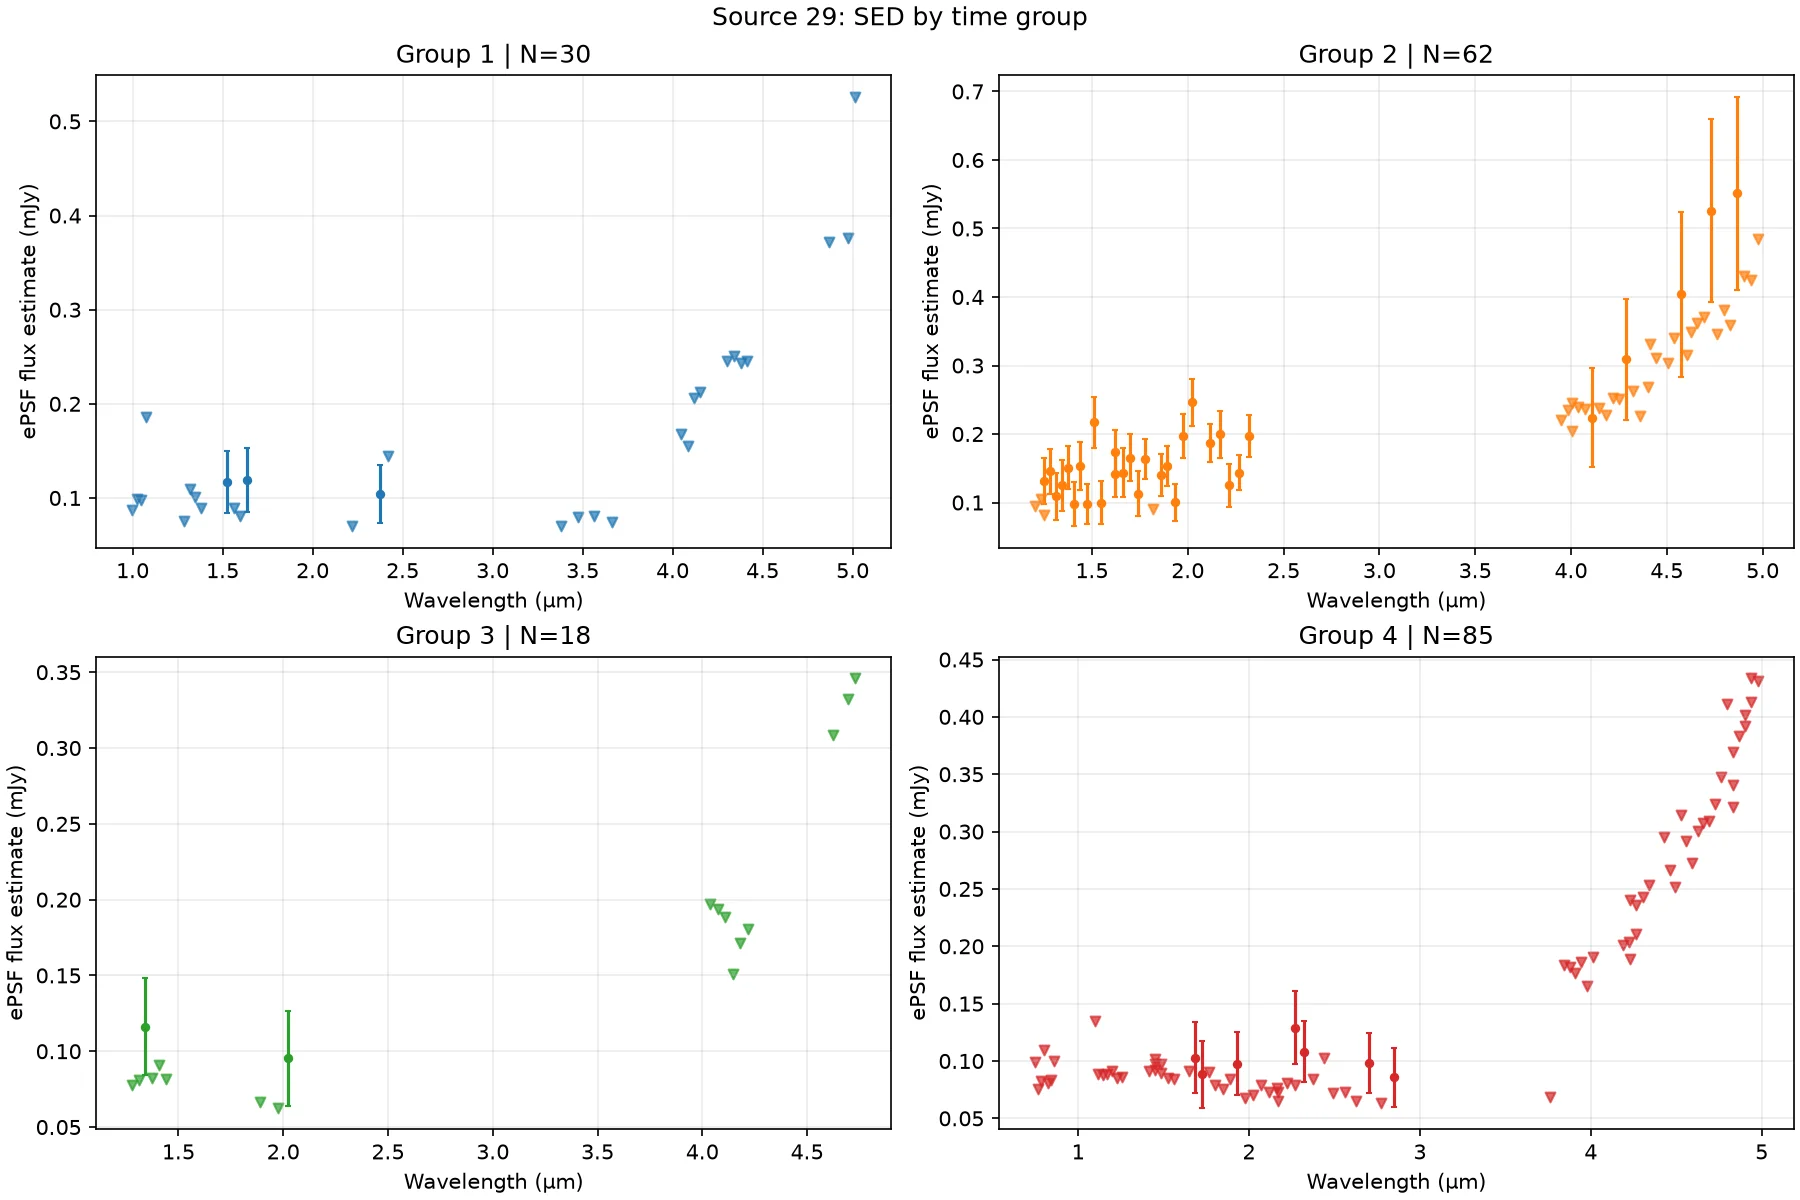 Source 29: SED by time group
Group 1 | N=30
ePSF flux estimate (mJy)
0.5
0.4
0.3
0.2
0.1
1.0 1.5 2.0 2.5 3.0 3.5 4.0 4.5 5.0
Wavelength (µm)
Group 2 | N=62
ePSF flux estimate (mJy)
0.7
0.6
0.5
0.4
0.3
0.2
0.1
1.5 2.0 2.5 3.0 3.5 4.0 4.5 5.0
Wavelength (µm)
Group 3 | N=18
ePSF flux estimate (mJy)
0.35
0.30
0.25
0.20
0.15
0.10
0.05
1.5 2.0 2.5 3.0 3.5 4.0 4.5
Wavelength (µm)
Group 4 | N=85
ePSF flux estimate (mJy)
0.45
0.40
0.35
0.30
0.25
0.20
0.15
0.10
0.05
1 2 3 4 5
Wavelength (µm)